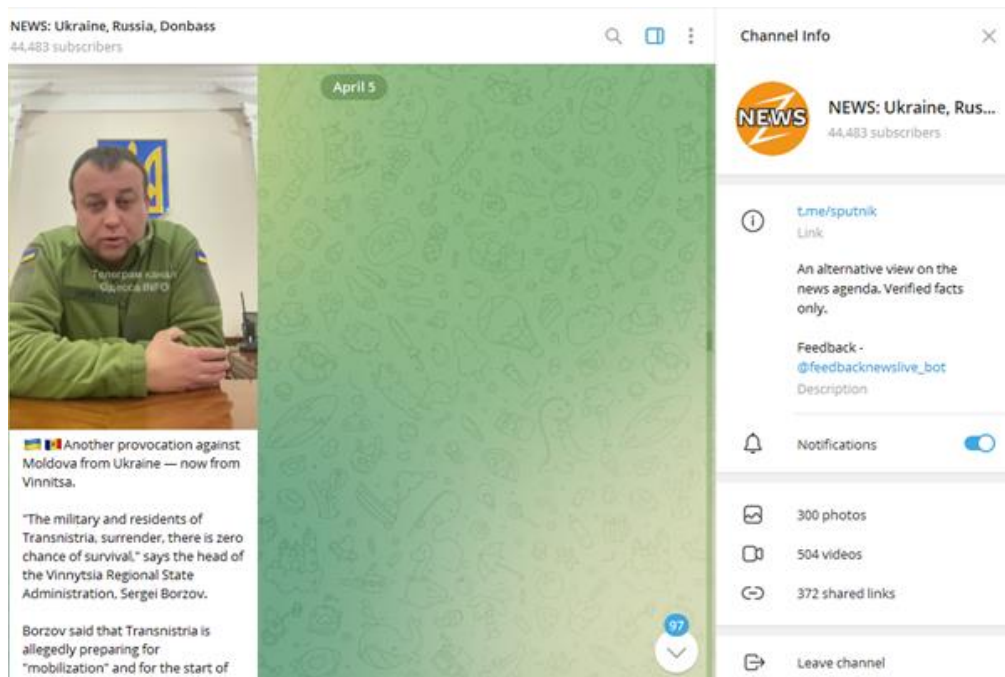 NEWS: Ukraine, Russia, Donbass
44,483 subscribers
April 5
Телеграм канал
Одесса INFO
🇺🇦🇲🇩Another provocation against
Moldova from Ukraine — now from
Vinnitsa.
"The military and residents of
Transnistria, surrender, there is zero
chance of survival," says the head of
the Vinnytsia Regional State
Administration, Sergei Borzov.
Borzov said that Transnistria is
allegedly preparing for
"mobilization" and for the start of
97
Channel Info
NEWS
NEWS: Ukraine, Rus...
44,483 subscribers
t.me/sputnik
Link
An alternative view on the
news agenda. Verified facts
only.
Feedback -
@feedbacknewslive_bot
Description
Notifications
300 photos
504 videos
372 shared links
Leave channel